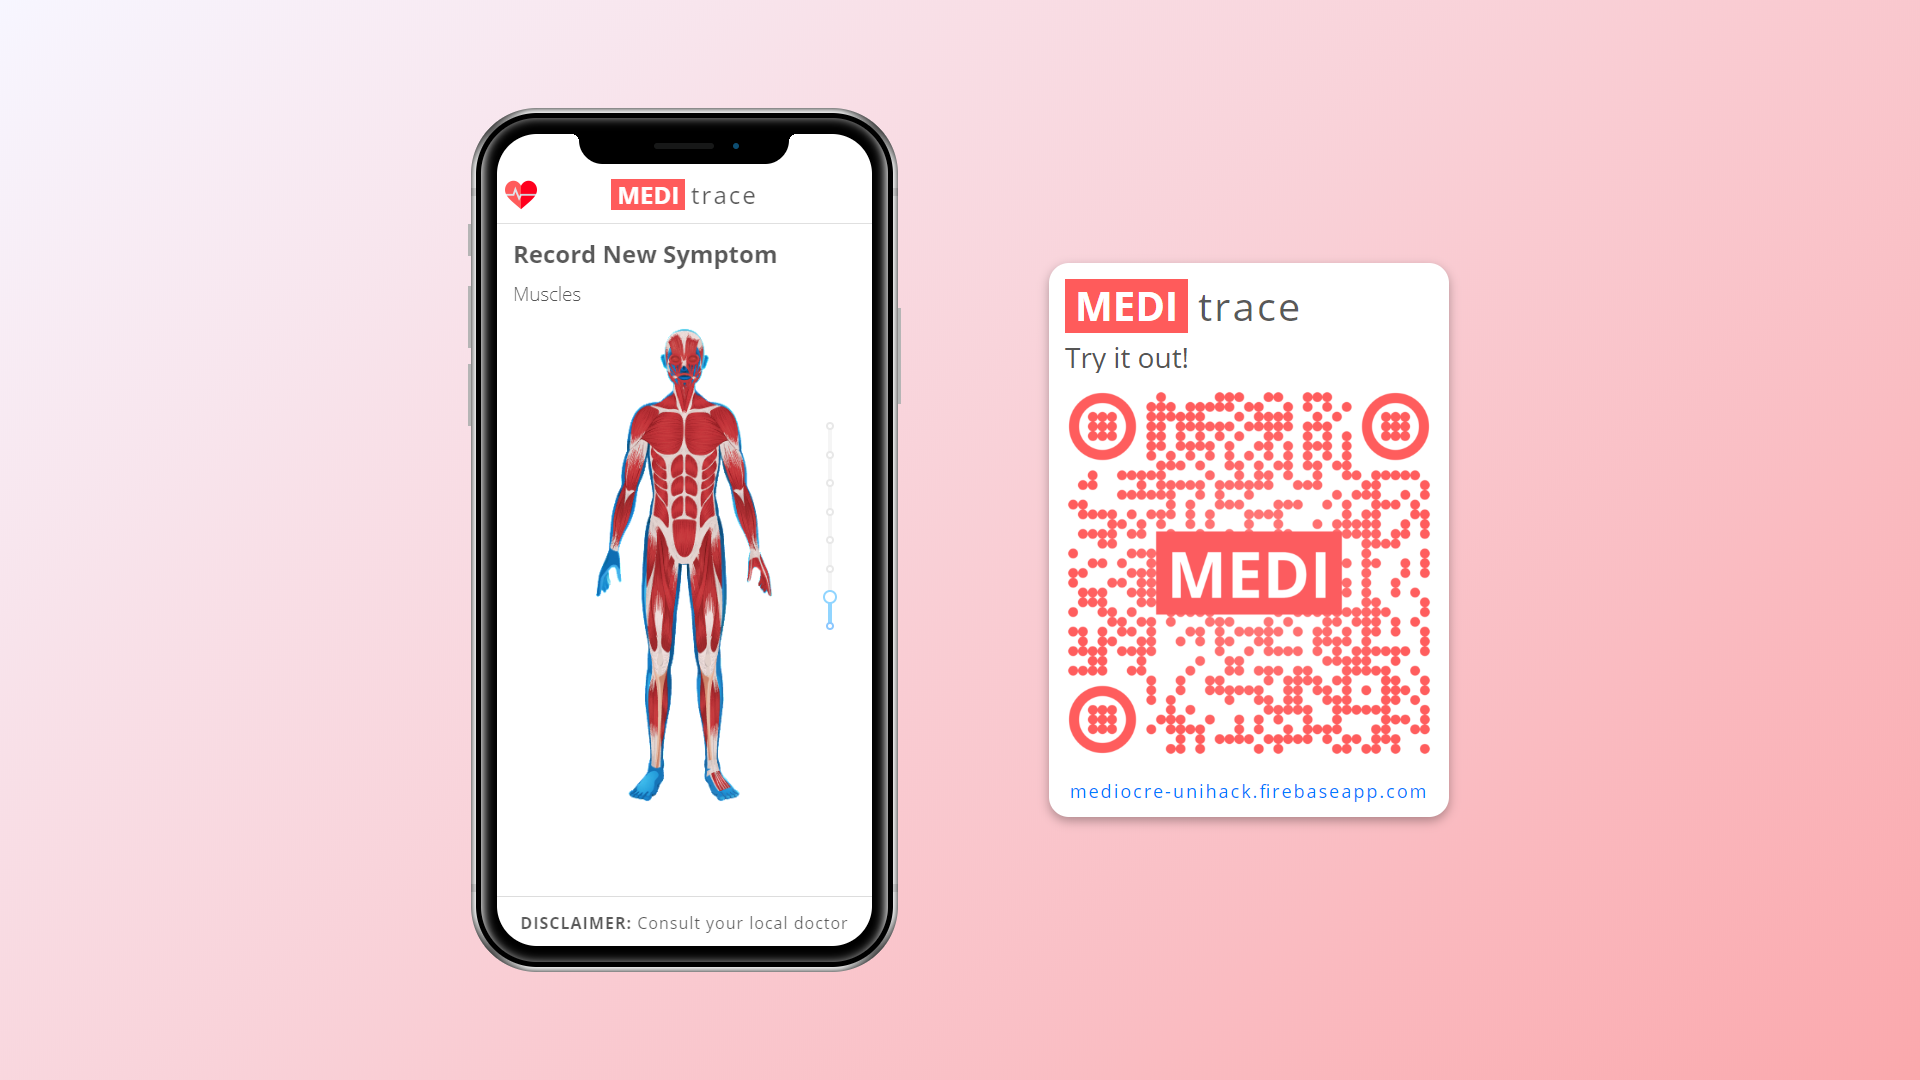 MEDI trace
Record New Symptom
Muscles
DISCLAIMER: Consult your local doctor
MEDI trace
Try it out!
MEDI
mediocre-unihack.firebaseapp.com